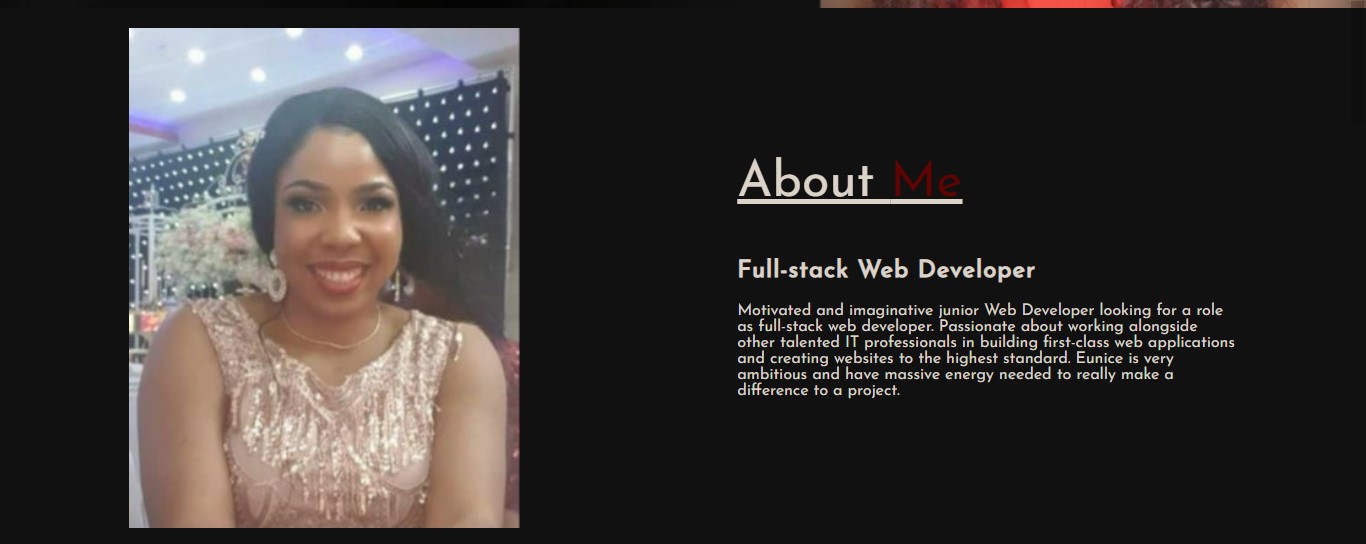 About Me
Full-stack Web Developer
Motivated and imaginative junior Web Developer looking for a role
as full-stack web developer. Passionate about working alongside
other talented IT professionals in building first-class web applications
and creating websites to the highest standard. Eunice is very
ambitious and have massive energy needed to really make a
difference to a project.